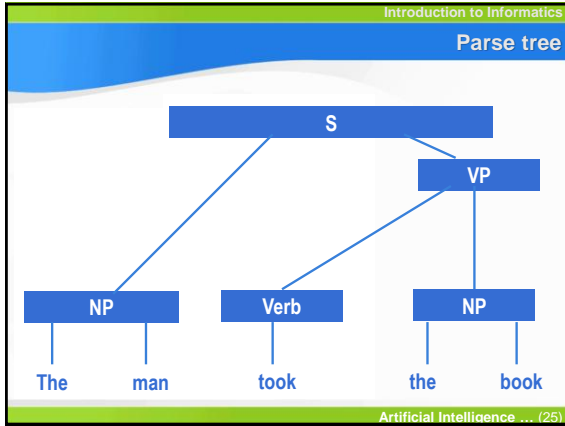 Introduction to Informatics
Parse tree
S
VP
NP Verb NP
The man took the book
Artificial Intelligence ... (25)